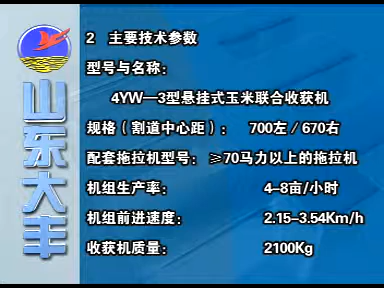 山东大丰
2 主要技术参数
型号与名称：
4YW—3型悬挂式玉米联合收获机
规格（割道中心距）： 700左／670右
配套拖拉机型号： ≥70马力以上的拖拉机
机组生产率： 4–8亩/小时
机组前进速度： 2.15–3.54Km/h
收获机质量： 2100Kg